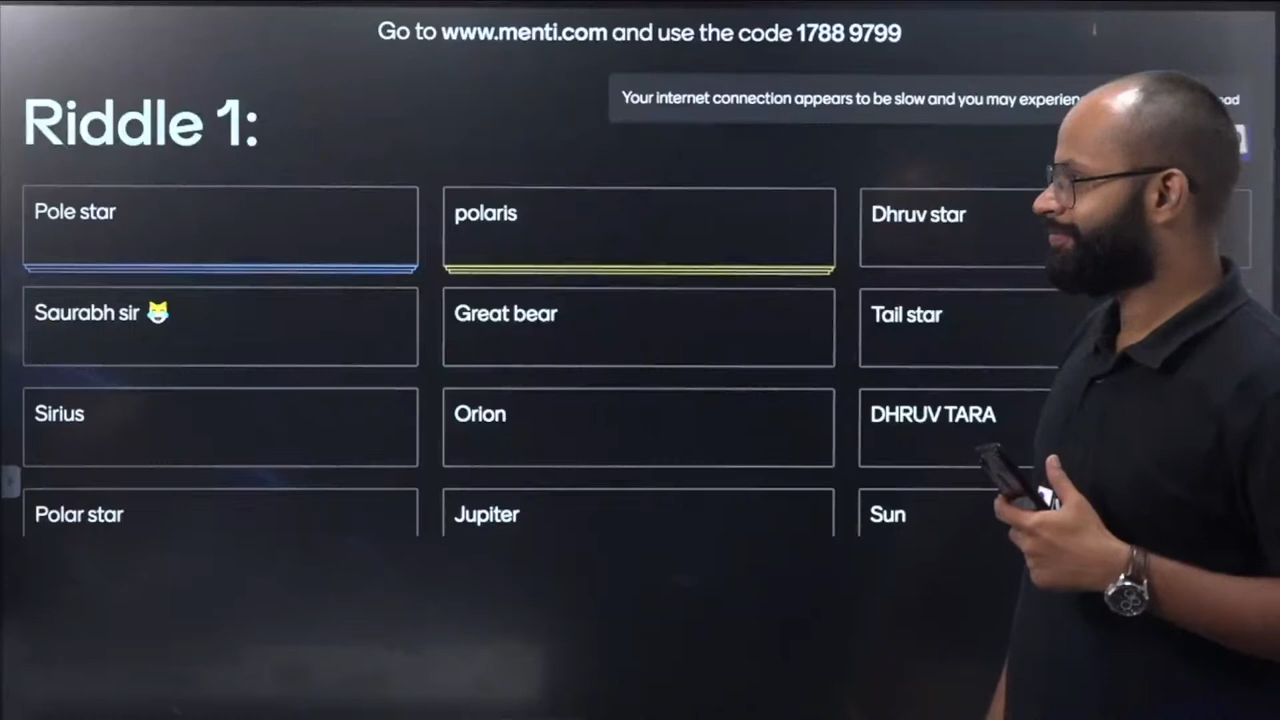 Go to www.menti.com and use the code 1788 9799
Your internet connection appears to be slow and you may
Riddle 1:
Pole star
polaris
Dhruv star
Saurabh sir 😹
Great bear
Tail star
Sirius
Orion
DHRUV TARA
Polar star
Jupiter
Sun